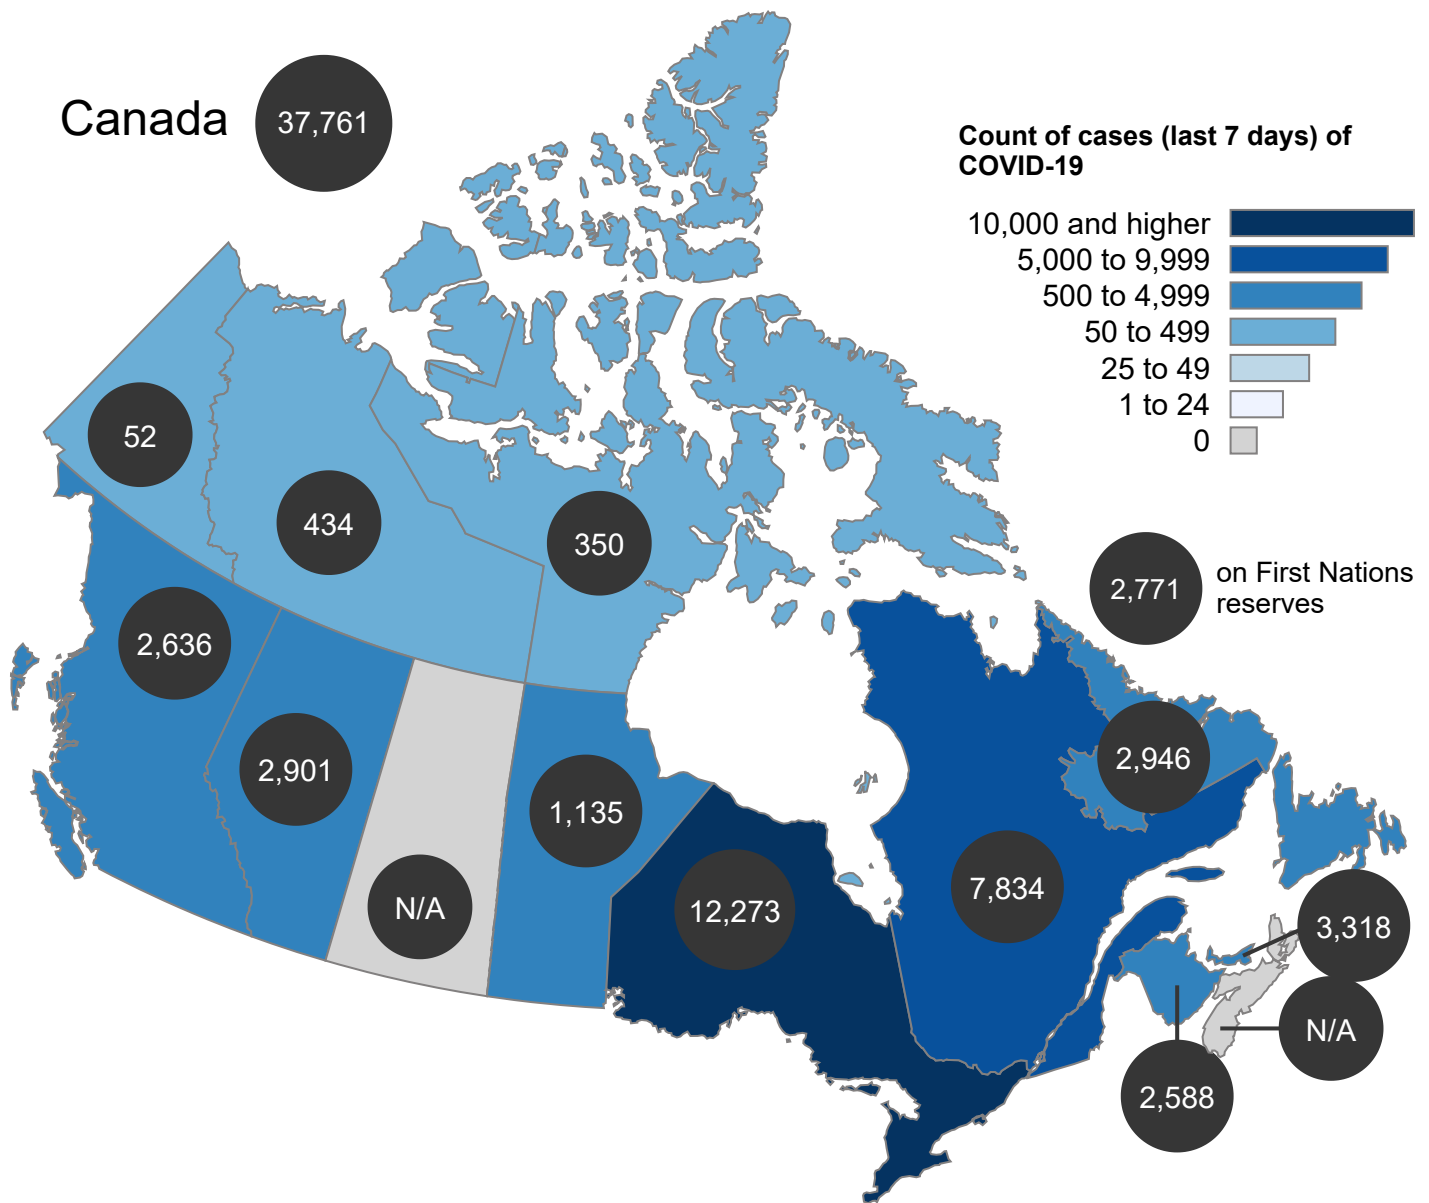 Canada
37,761
Count of cases (last 7 days) of
COVID-19
10,000 and higher
5,000 to 9,999
500 to 4,999
50 to 499
25 to 49
1 to 24
0
52
434
350
2,771
on First Nations
reserves
2,636
2,901
N/A
1,135
12,273
7,834
2,946
3,318
N/A
2,588